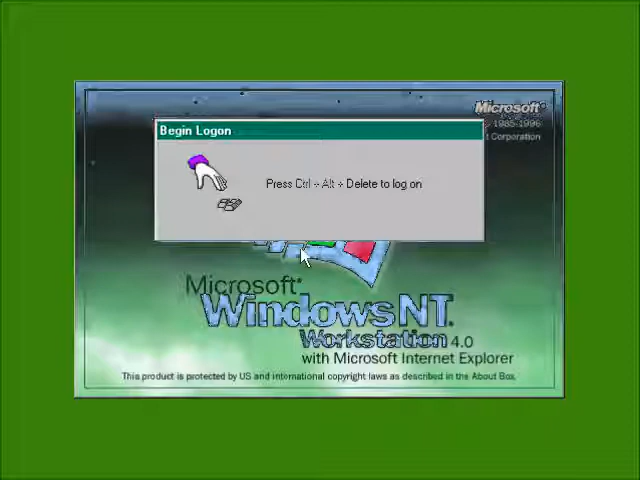 Microsoft®
1985-1996
t Corporation
Begin Logon
Press Ctrl + Alt + Delete to log on
Microsoft®
Windows NT®
Workstation 4.0
with Microsoft Internet Explorer
This product is protected by US and international copyright laws as described in the About Box.